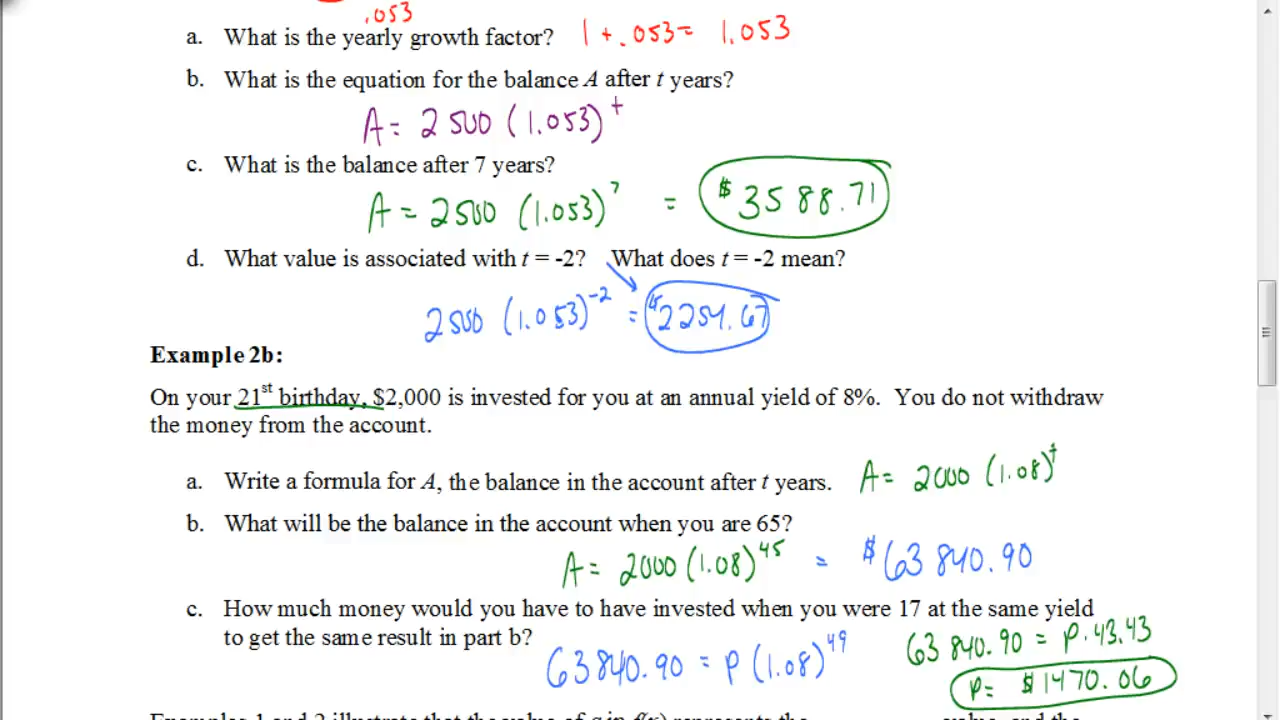 .053
a. What is the yearly growth factor? 1 + .053 = 1.053
b. What is the equation for the balance A after t years?
A = 2500 (1.053)^t
c. What is the balance after 7 years?
A = 2500 (1.053)^7 = $3588.71
d. What value is associated with t = -2? What does t = -2 mean?
2500 (1.053)^-2 = $2254.67
Example 2b:
On your 21st birthday, $2,000 is invested for you at an annual yield of 8%. You do not withdraw
the money from the account.
a. Write a formula for A, the balance in the account after t years. A = 2000 (1.08)^t
b. What will be the balance in the account when you are 65?
A = 2000 (1.08)^45 = $63840.90
c. How much money would you have to have invested when you were 17 at the same yield
to get the same result in part b?
63840.90 = P (1.08)^49
63840.90 = P · 43.43
P = $1470.06